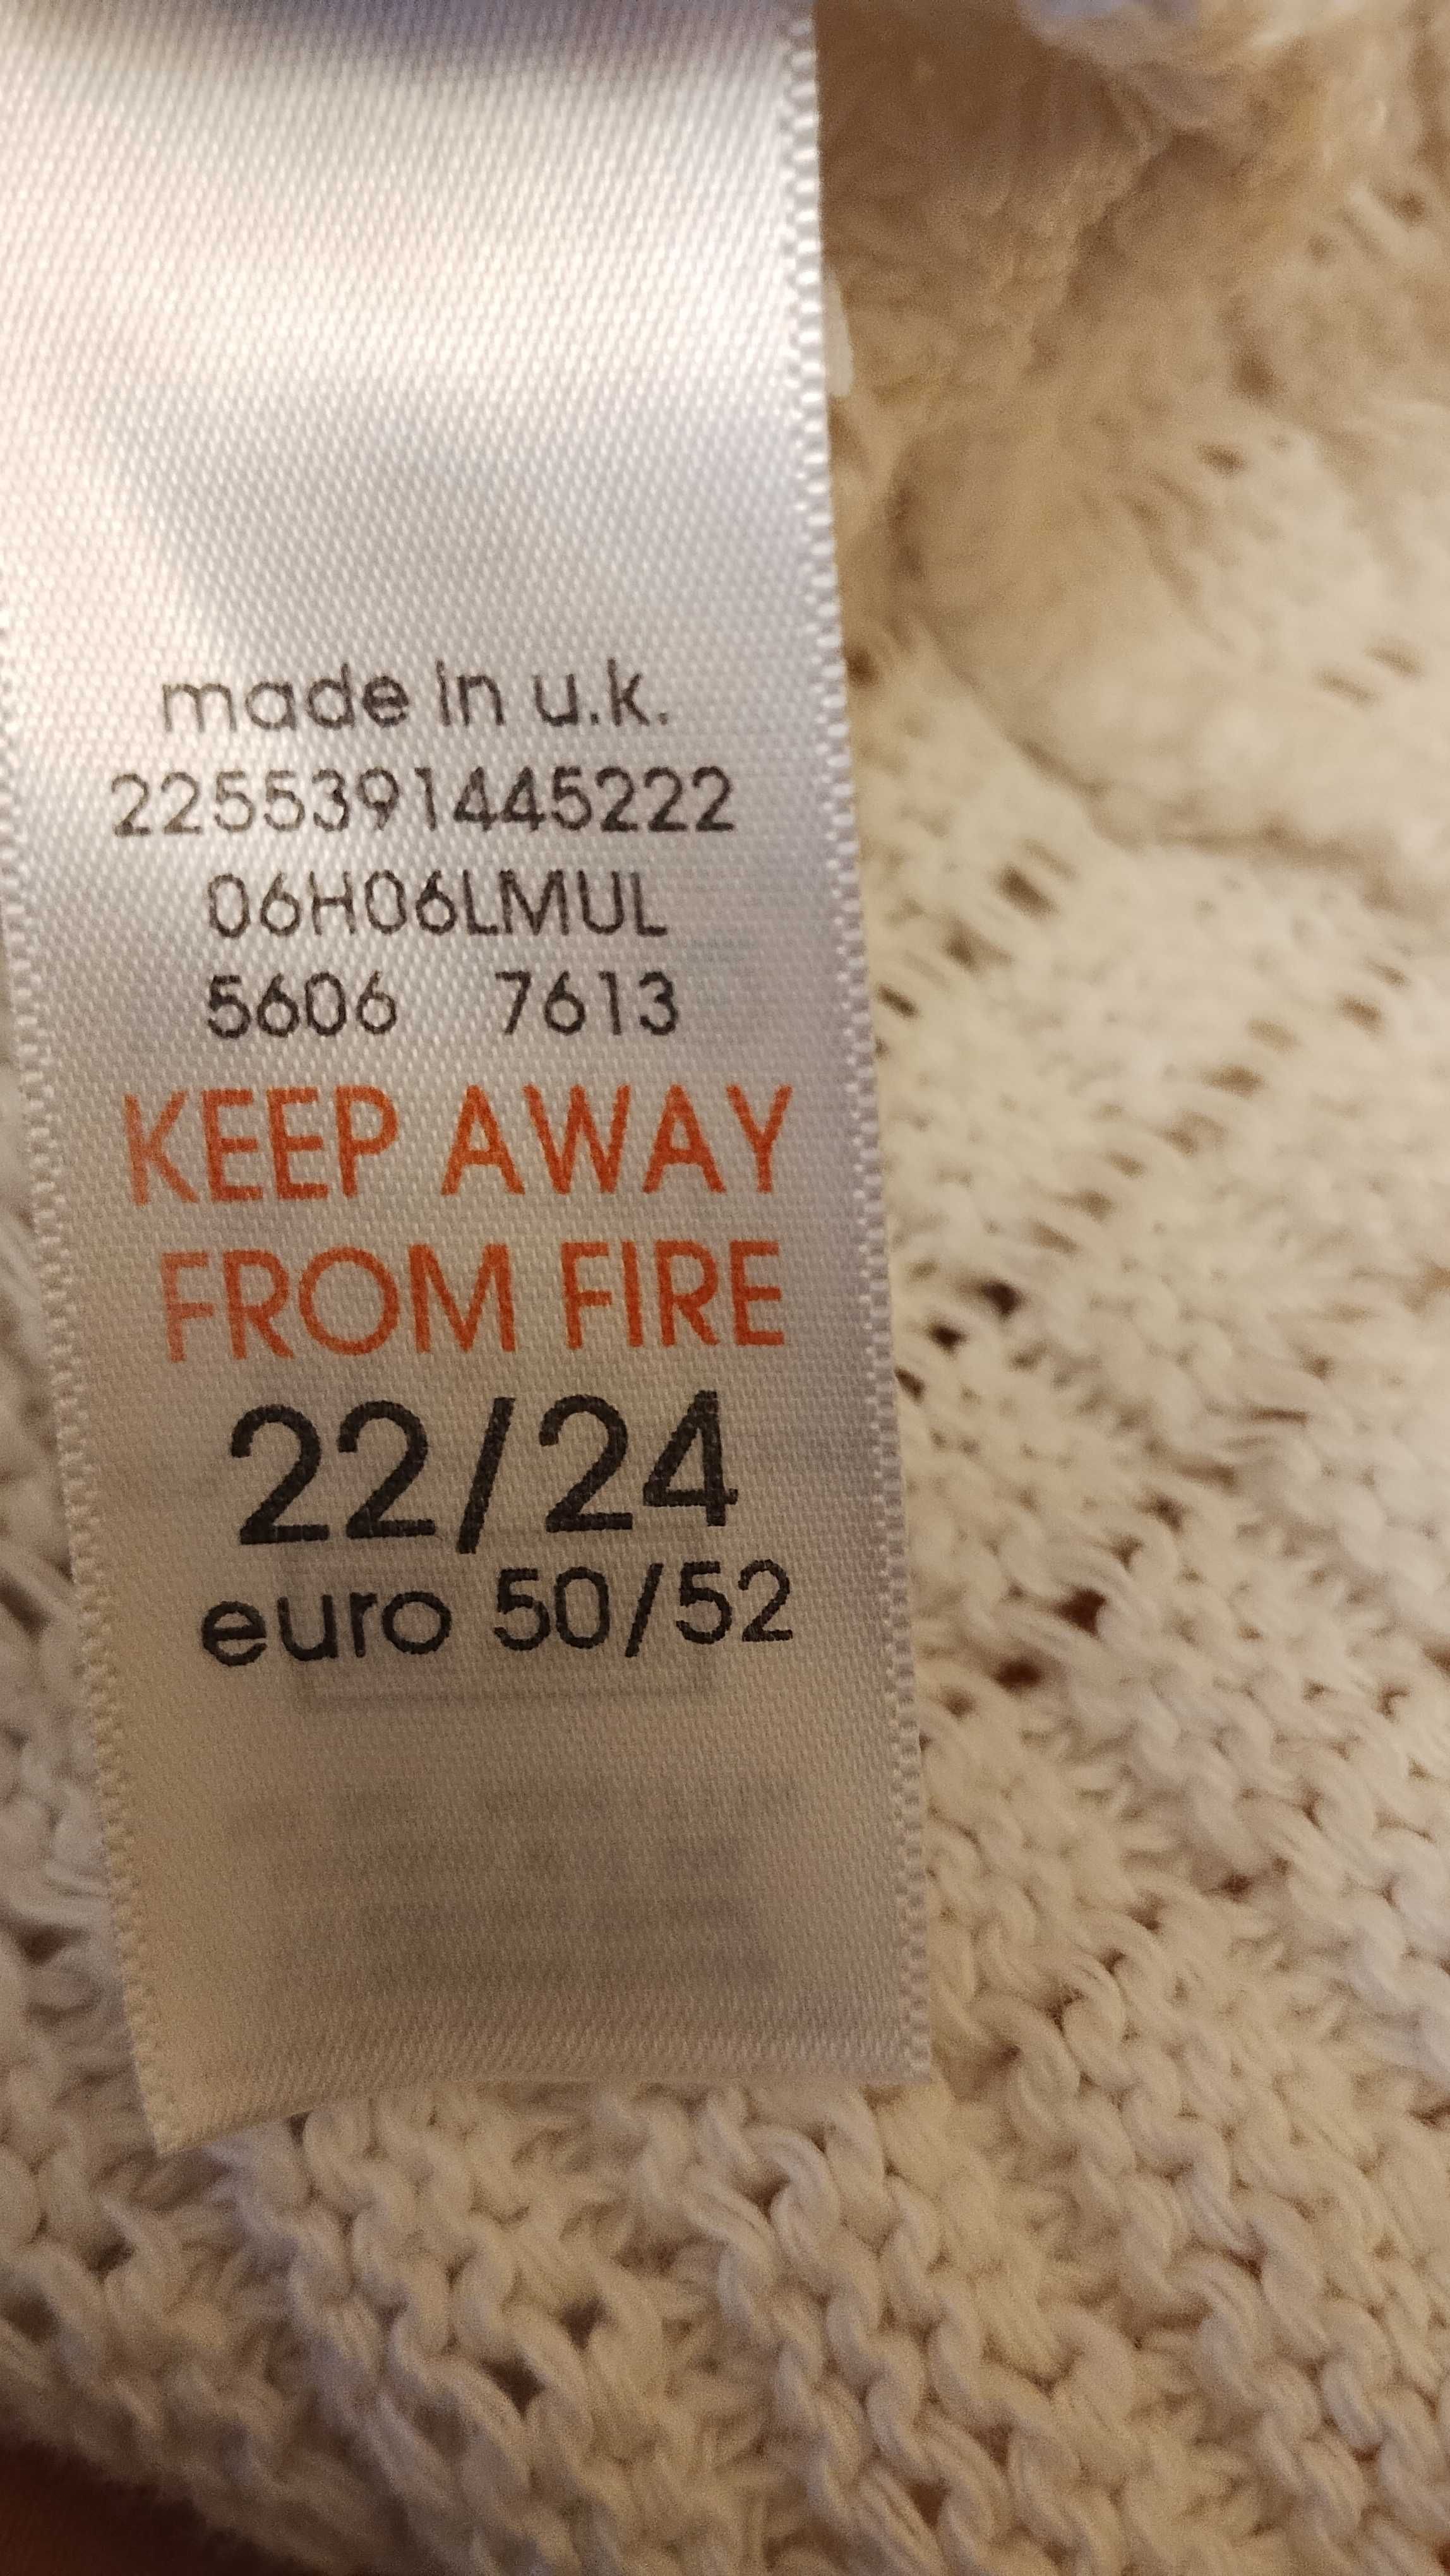 made in u.k.
2255391445222
06H06LMUL
5606 7613
KEEP AWAY
FROM FIRE
22/24
euro 50/52